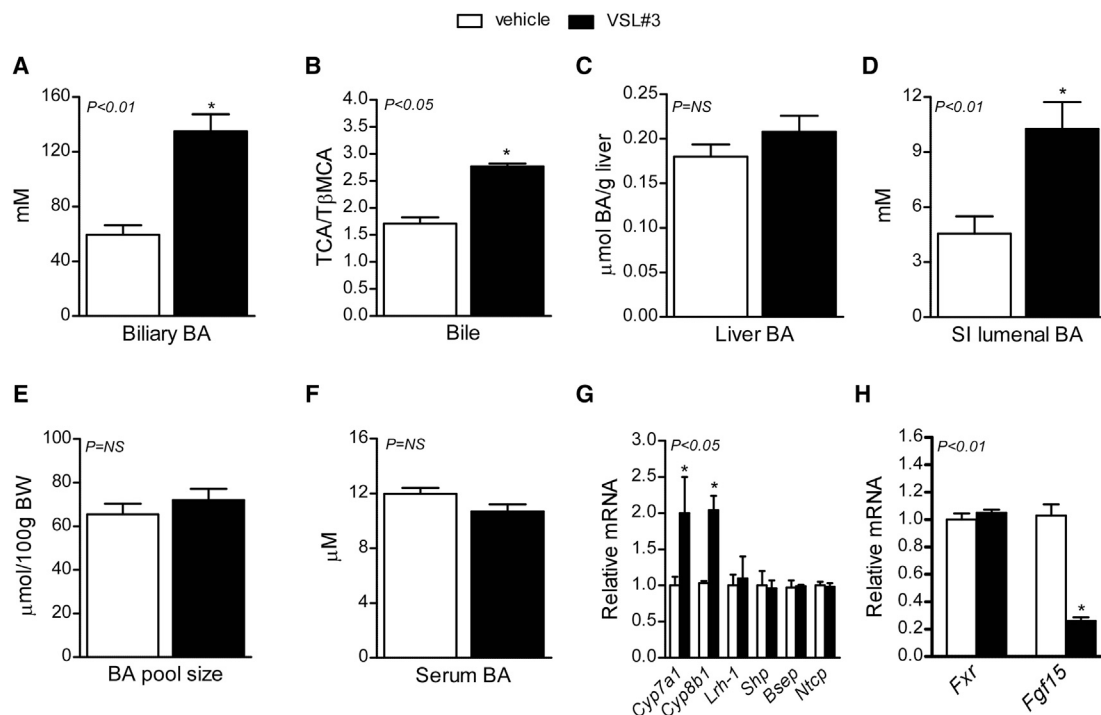 vehicle VSL#3
A
P<0.01
*
160
120
80
40
0
mM
Biliary BA
B
P<0.05
*
4.0
3.5
3.0
2.5
2.0
1.5
1.0
0.5
0.0
TCA/TβMCA
Bile
C
P=NS
0.25
0.20
0.15
0.10
0.05
0.00
μmol BA/g liver
Liver BA
D
P<0.01
*
12
9
6
3
0
mM
SI lumenal BA
E
P=NS
100
80
60
40
20
0
μmol/100g BW
BA pool size
F
P=NS
16
12
8
4
0
μM
Serum BA
G
P<0.05
* *
3.0
2.5
2.0
1.5
1.0
0.5
0.0
Relative mRNA
Cyp7a1
Cyp8b1
Lrh-1
Shp
Bsep
Ntcp
H
P<0.01
*
1.6
1.4
1.2
1.0
0.8
0.6
0.4
0.2
0.0
Relative mRNA
Fxr
Fgf15